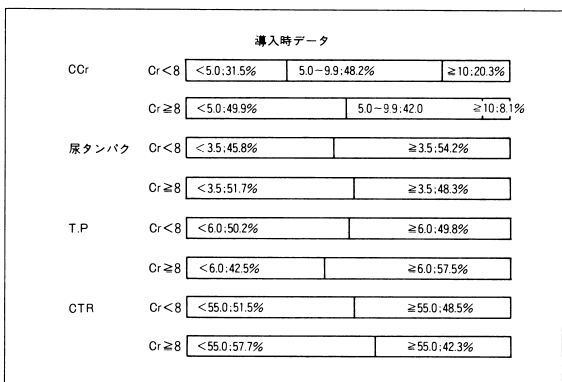 導入時データ
CCr Cr<8 <5.0;31.5% 5.0~9.9;48.2% ≧10;20.3%
Cr≧8 <5.0;49.9% 5.0~9.9;42.0 ≧10;8.1%
尿タンパク Cr<8 <3.5;45.8% ≧3.5;54.2%
Cr≧8 <3.5;51.7% ≧3.5;48.3%
T.P Cr<8 <6.0;50.2% ≧6.0;49.8%
Cr≧8 <6.0;42.5% ≧6.0;57.5%
CTR Cr<8 <55.0;51.5% ≧55.0;48.5%
Cr≧8 <55.0;57.7% ≧55.0;42.3%